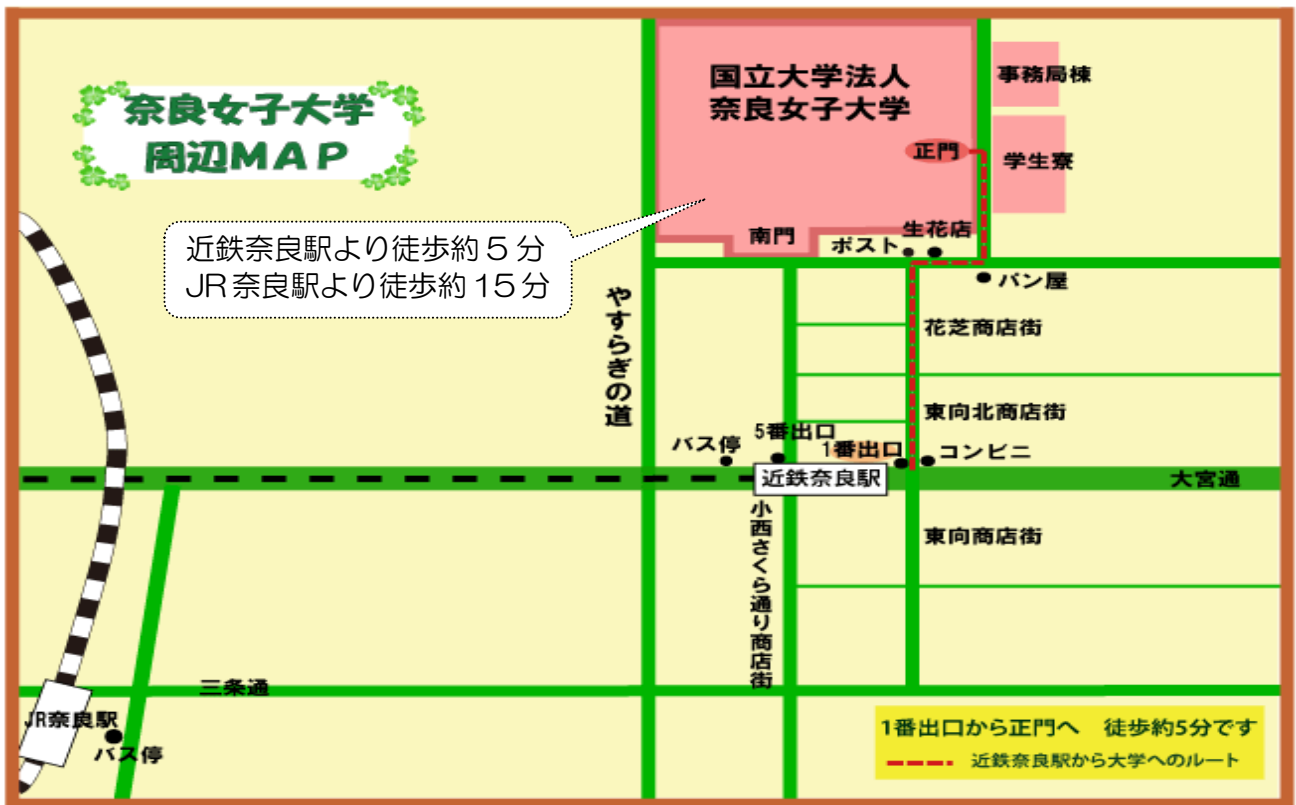 奈良女子大学
周辺MAP
国立大学法人
奈良女子大学
事務局棟
正門
学生寮
近鉄奈良駅より徒歩約5分
JR奈良駅より徒歩約15分
南門
ポスト
生花店
パン屋
やすらぎの道
花芝商店街
東向北商店街
バス停
5番出口
1番出口
コンビニ
近鉄奈良駅
大宮通
小西さくら通り商店街
東向商店街
三条通
JR奈良駅
バス停
1番出口から正門へ 徒歩約5分です
近鉄奈良駅から大学へのルート